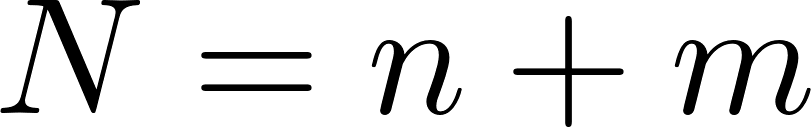 N = n + m